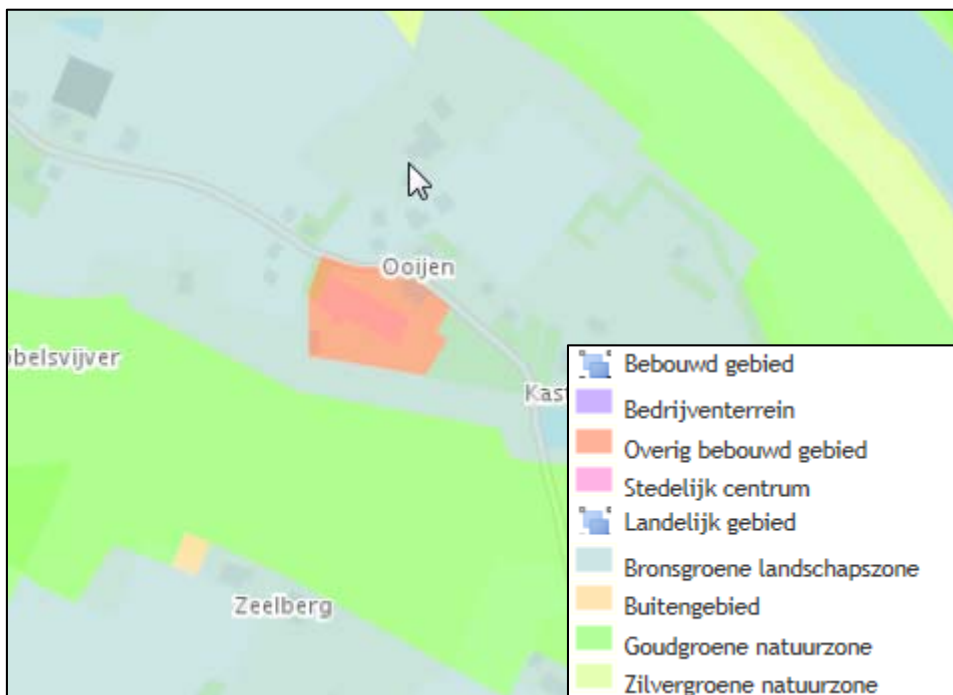 Ooijen
obelsvijver
Kast
Zeelberg
Bebouwd gebied
Bedrijventerrein
Overig bebouwd gebied
Stedelijk centrum
Landelijk gebied
Bronsgroene landschapszone
Buitengebied
Goudgroene natuurzone
Zilvergroene natuurzone